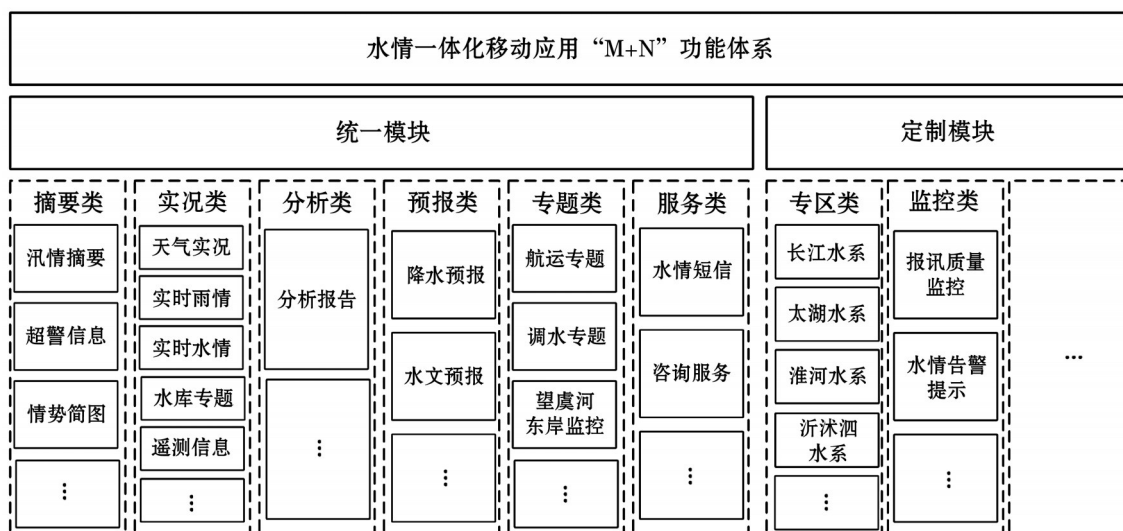 水情一体化移动应用“M+N”功能体系
统一模块
定制模块
摘要类
汛情摘要
超警信息
情势简图
⋮
实况类
天气实况
实时雨情
实时水情
水库专题
遥测信息
⋮
分析类
分析报告
⋮
预报类
降水预报
水文预报
⋮
专题类
航运专题
调水专题
望虞河
东岸监控
⋮
服务类
水情短信
咨询服务
⋮
专区类
长江水系
太湖水系
淮河水系
沂沭泗
水系
⋮
监控类
报讯质量
监控
水情告警
提示
⋮
…